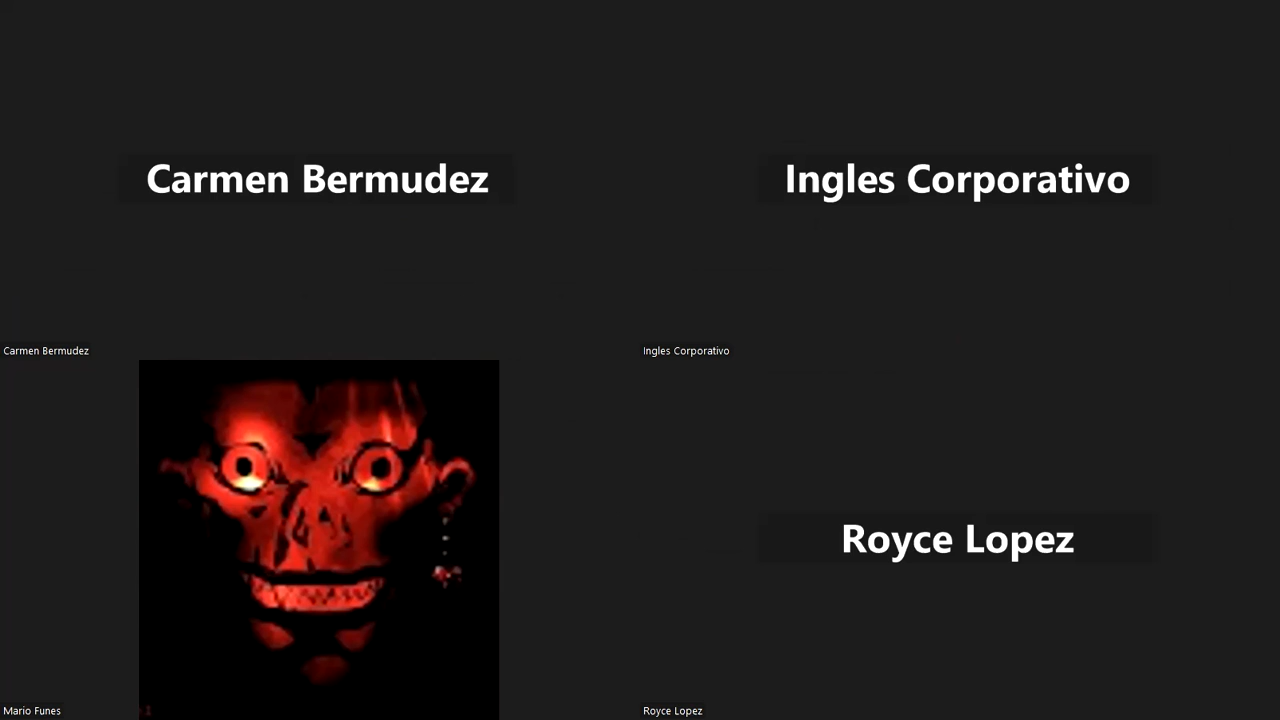 Carmen Bermudez
Ingles Corporativo
Carmen Bermudez
Ingles Corporativo
Royce Lopez
Mario Funes
Royce Lopez